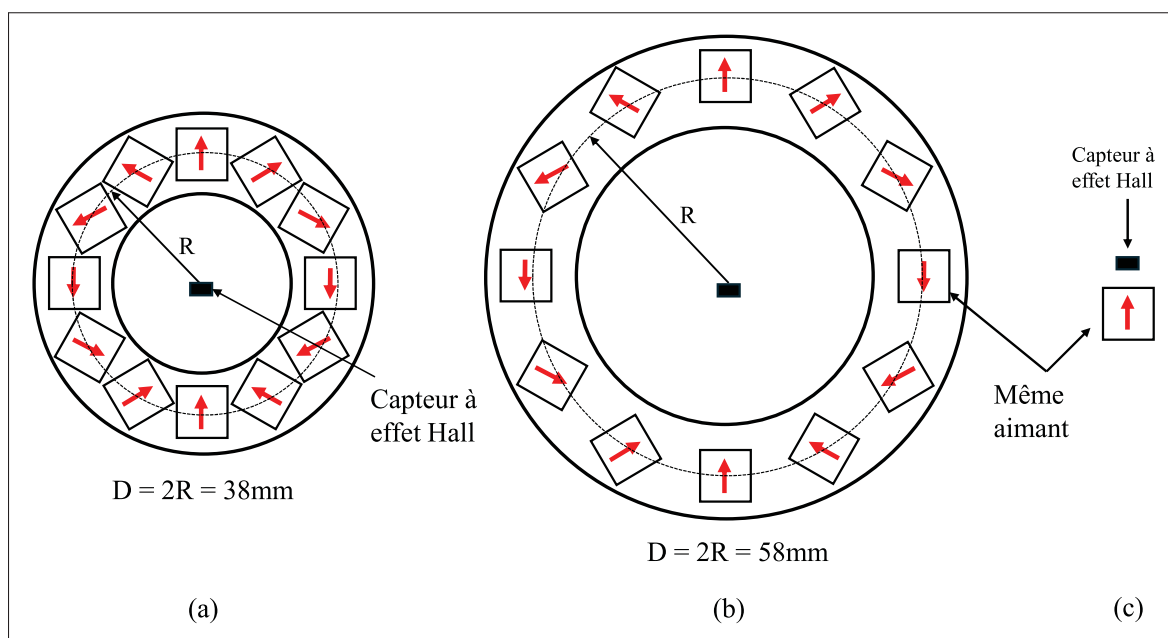 R
Capteur à
effet Hall
D = 2R = 38mm
(a)
R
D = 2R = 58mm
(b)
Capteur à
effet Hall
Même
aimant
(c)